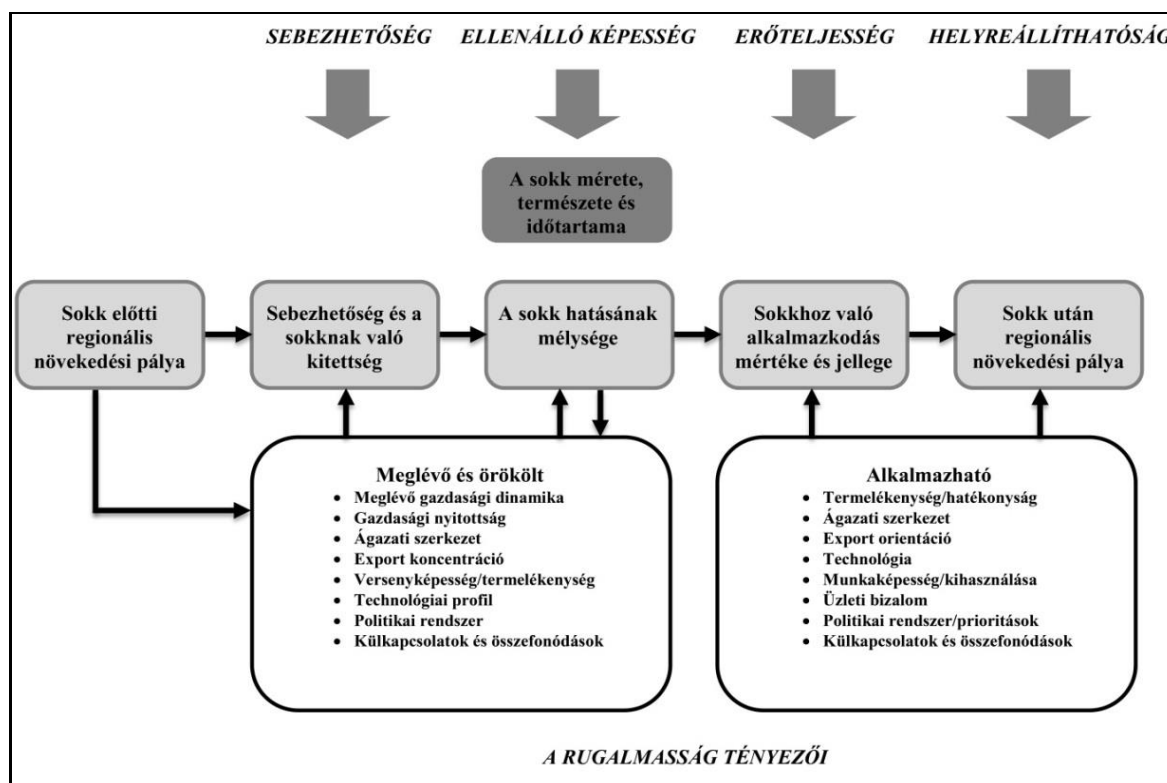 SEBEZHETŐSÉG
ELLENÁLLÓ KÉPESSÉG
ERŐTELJESSÉG
HELYREÁLLÍTHATÓSÁG
A sokk mérete,
természete és
időtartama
Sokk előtti
regionális
növekedési pálya
Sebezhetőség és a
sokknak való
kitettség
A sokk hatásának
mélysége
Sokkhoz való
alkalmazkodás
mértéke és jellege
Sokk után
regionális
növekedési pálya
Meglévő és örökölt
• Meglévő gazdasági dinamika
• Gazdasági nyitottság
• Ágazati szerkezet
• Export koncentráció
• Versenyképesség/termelékenység
• Technológiai profil
• Politikai rendszer
• Külkapcsolatok és összefonódások
Alkalmazható
• Termelékenység/hatékonyság
• Ágazati szerkezet
• Export orientáció
• Technológia
• Munkaképesség/kihasználása
• Üzleti bizalom
• Politikai rendszer/prioritások
• Külkapcsolatok és összefonódások
A RUGALMASSÁG TÉNYEZŐI